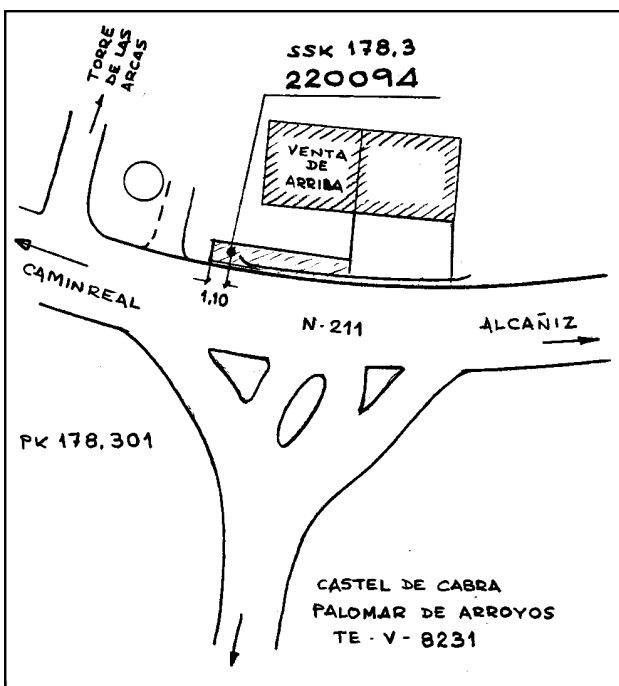 SSK 178,3
220094
TORRE
DE LAS
ARCAS
VENTA
DE
ARRIBA
CAMINREAL
1,10
N-211
ALCAÑIZ
PK 178,301
CASTEL DE CABRA
PALOMAR DE ARROYOS
TE - V - 8231